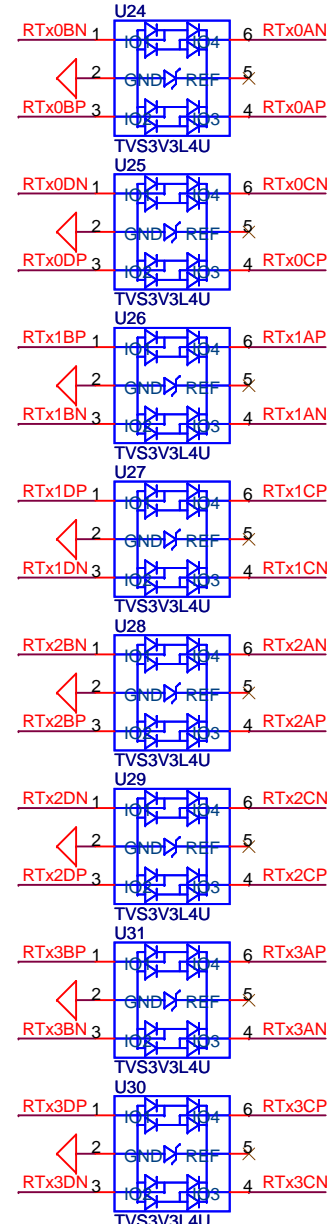 U24
RTx0BN 1 IO1 IO4 6 RTx0AN
2 GND REF 5
RTx0BP 3 IO2 IO3 4 RTx0AP
TVS3V3L4U
U25
RTx0DN 1 IO1 IO4 6 RTx0CN
2 GND REF 5
RTx0DP 3 IO2 IO3 4 RTx0CP
TVS3V3L4U
U26
RTx1BP 1 IO1 IO4 6 RTx1AP
2 GND REF 5
RTx1BN 3 IO2 IO3 4 RTx1AN
TVS3V3L4U
U27
RTx1DP 1 IO1 IO4 6 RTx1CP
2 GND REF 5
RTx1DN 3 IO2 IO3 4 RTx1CN
TVS3V3L4U
U28
RTx2BN 1 IO1 IO4 6 RTx2AN
2 GND REF 5
RTx2BP 3 IO2 IO3 4 RTx2AP
TVS3V3L4U
U29
RTx2DN 1 IO1 IO4 6 RTx2CN
2 GND REF 5
RTx2DP 3 IO2 IO3 4 RTx2CP
TVS3V3L4U
U31
RTx3BP 1 IO1 IO4 6 RTx3AP
2 GND REF 5
RTx3BN 3 IO2 IO3 4 RTx3AN
TVS3V3L4U
U30
RTx3DP 1 IO1 IO4 6 RTx3CP
2 GND REF 5
RTx3DN 3 IO2 IO3 4 RTx3CN
TVS3V3L4U